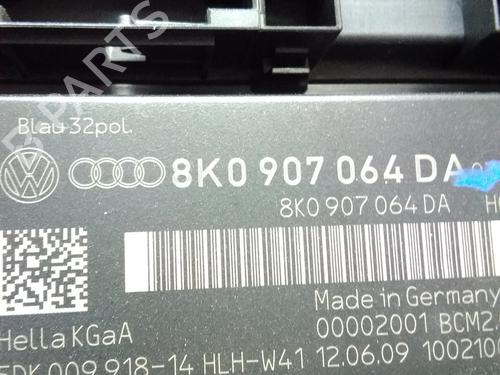 Blau+32pol.
8K0 907 064 DA
8K0 907 064 DA
Made in Germany
Hella KGaA
00002001 BCM2.
009 918-14 HLH-W41 12.06.09 1002100
B PARTS